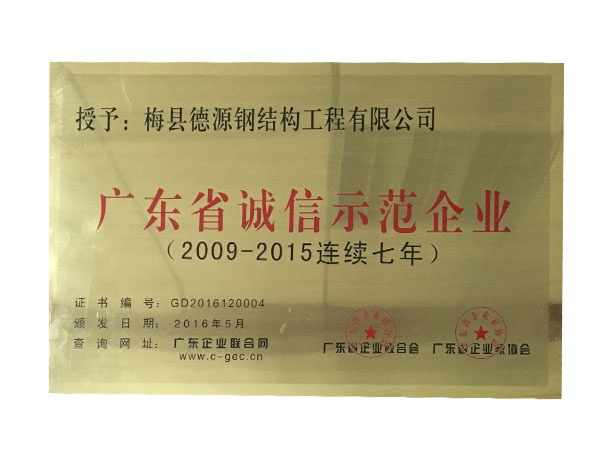 授予：梅县德源钢结构工程有限公司
广东省诚信示范企业
（2009-2015连续七年）
证书编号：GD2016120004
颁发日期：2016年5月
查询网址：广东企业联合网
www.c-gec.cn
广东省企业联合会 广东省企业家协会